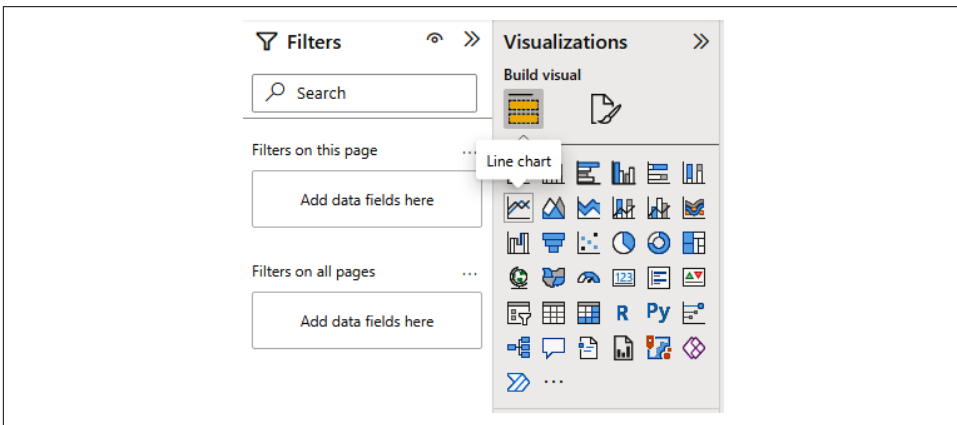 Filters
Visualizations
Build visual
Search
Filters on this page
...
Line chart
Add data fields here
Filters on all pages
...
Add data fields here
123
R
Py
...